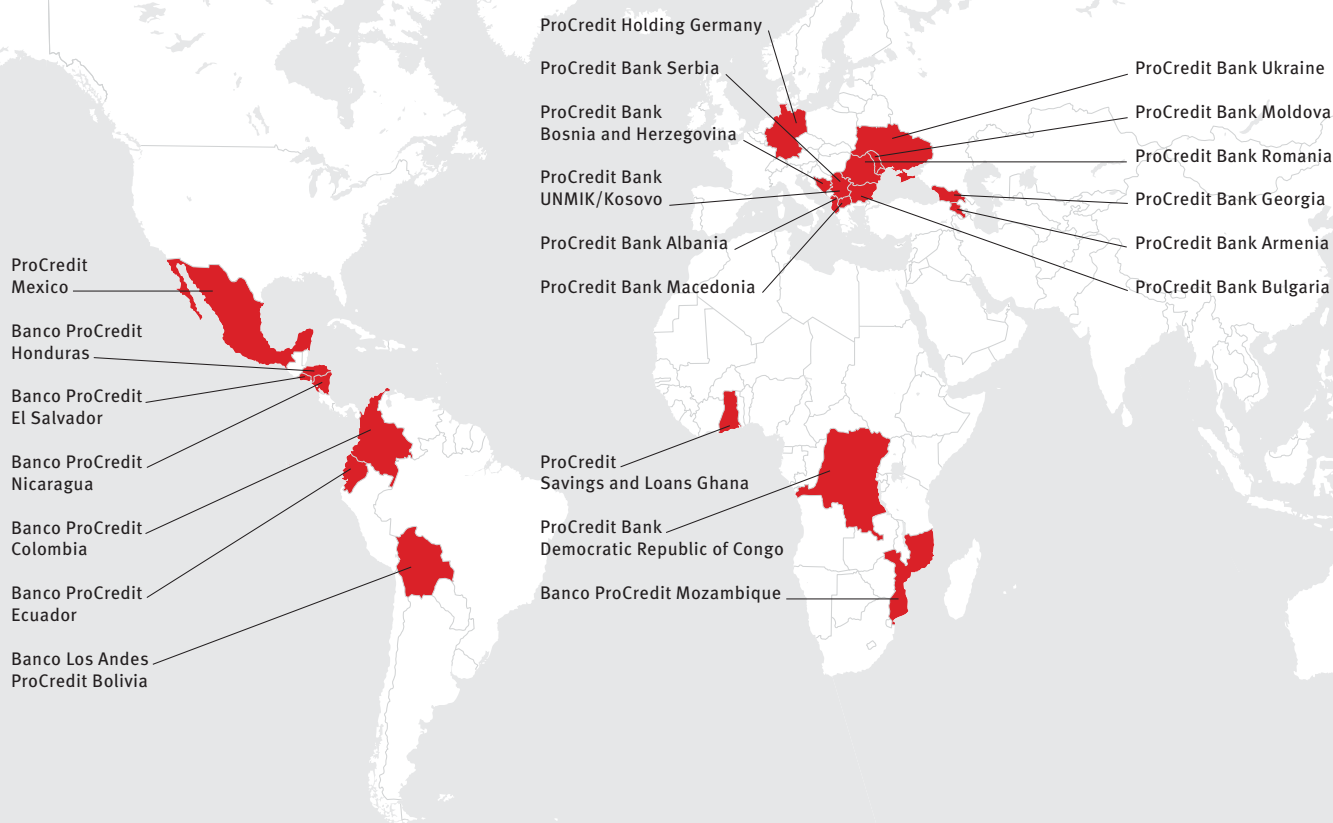 ProCredit
Mexico
Banco ProCredit
Honduras
Banco ProCredit
El Salvador
Banco ProCredit
Nicaragua
Banco ProCredit
Colombia
Banco ProCredit
Ecuador
Banco Los Andes
ProCredit Bolivia
ProCredit Holding Germany
ProCredit Bank Serbia
ProCredit Bank
Bosnia and Herzegovina
ProCredit Bank
UNMIK/Kosovo
ProCredit Bank Albania
ProCredit Bank Macedonia
ProCredit
Savings and Loans Ghana
ProCredit Bank
Democratic Republic of Congo
Banco ProCredit Mozambique
ProCredit Bank Ukraine
ProCredit Bank Moldova
ProCredit Bank Romania
ProCredit Bank Georgia
ProCredit Bank Armenia
ProCredit Bank Bulgaria